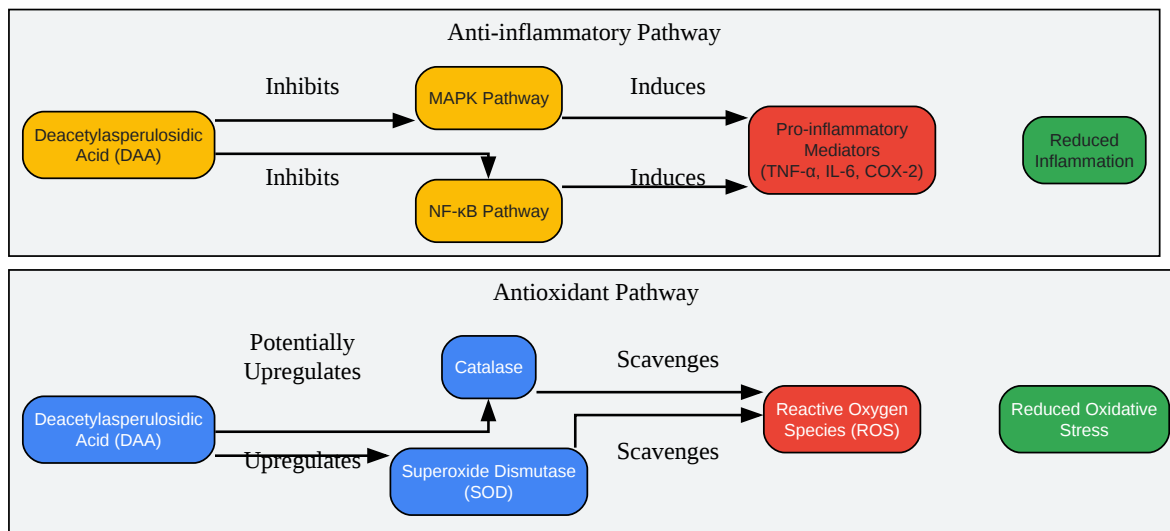 Anti-inflammatory Pathway
Inhibits
MAPK Pathway
Induces
Deacetylasperulosidic
Acid (DAA)
Pro-inflammatory
Mediators
(TNF-α, IL-6, COX-2)
Reduced
Inflammation
Inhibits
NF-κB Pathway
Induces
Antioxidant Pathway
Potentially
Upregulates
Catalase
Scavenges
Deacetylasperulosidic
Acid (DAA)
Reactive Oxygen
Species (ROS)
Reduced Oxidative
Stress
Upregulates
Superoxide Dismutase
(SOD)
Scavenges